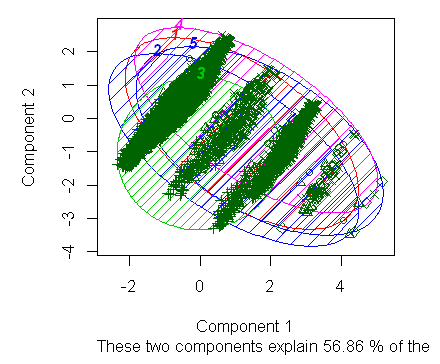 4
1
2 5
3
2
1
0
-1
-2
-3
-4
Component 2
-2 0 2 4
Component 1
These two components explain 56.86 % of the